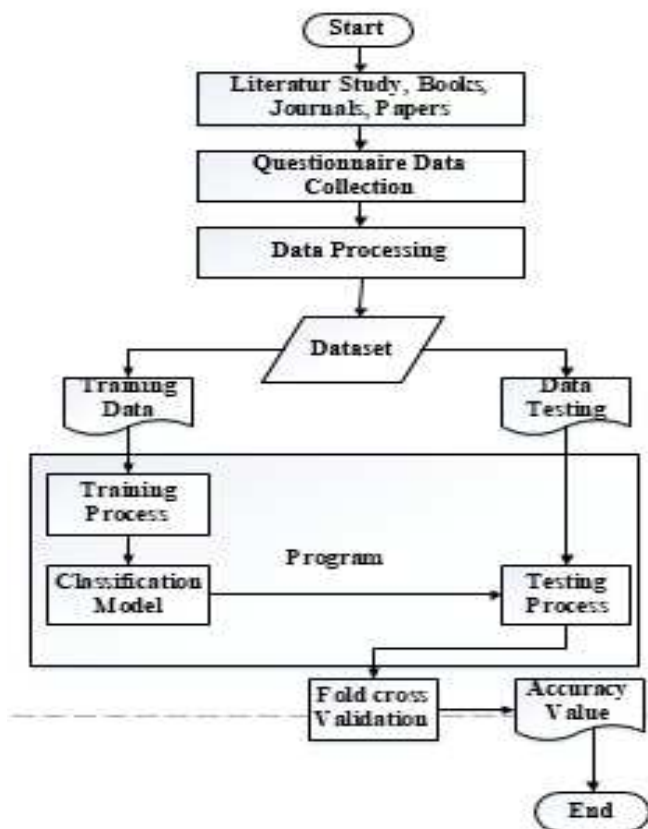 Start
Literatur Study, Books,
Journals, Papers
Questionnaire Data
Collection
Data Processing
Dataset
Training
Data
Data
Testing
Training
Process
Program
Classification
Model
Testing
Process
Fold cross
Validation
Accuracy
Value
End